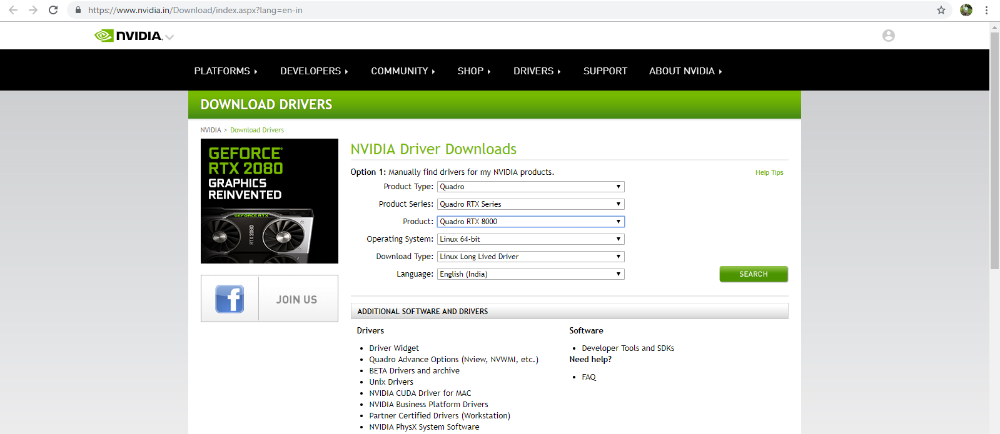 https://www.nvidia.in/Download/index.aspx?lang=en-in
NVIDIA.
PLATFORMS DEVELOPERS COMMUNITY SHOP DRIVERS SUPPORT ABOUT NVIDIA
DOWNLOAD DRIVERS
NVIDIA > Download Drivers
GEFORCE®
RTX 2080
GRAPHICS
REINVENTED
GEFORCE RTX
RTX 2080
f JOIN US
NVIDIA Driver Downloads
Option 1: Manually find drivers for my NVIDIA products. Help Tips
Product Type: Quadro
Product Series: Quadro RTX Series
Product: Quadro RTX 8000
Operating System: Linux 64-bit
Download Type: Linux Long Lived Driver
Language: English (India)
SEARCH
ADDITIONAL SOFTWARE AND DRIVERS
Drivers
• Driver Widget
• Quadro Advance Options (Nview, NVWMI, etc.)
• BETA Drivers and archive
• Unix Drivers
• NVIDIA CUDA Driver for MAC
• NVIDIA Business Platform Drivers
• Partner Certified Drivers (Workstation)
• NVIDIA PhysX System Software
Software
• Developer Tools and SDKs
Need help?
• FAQ